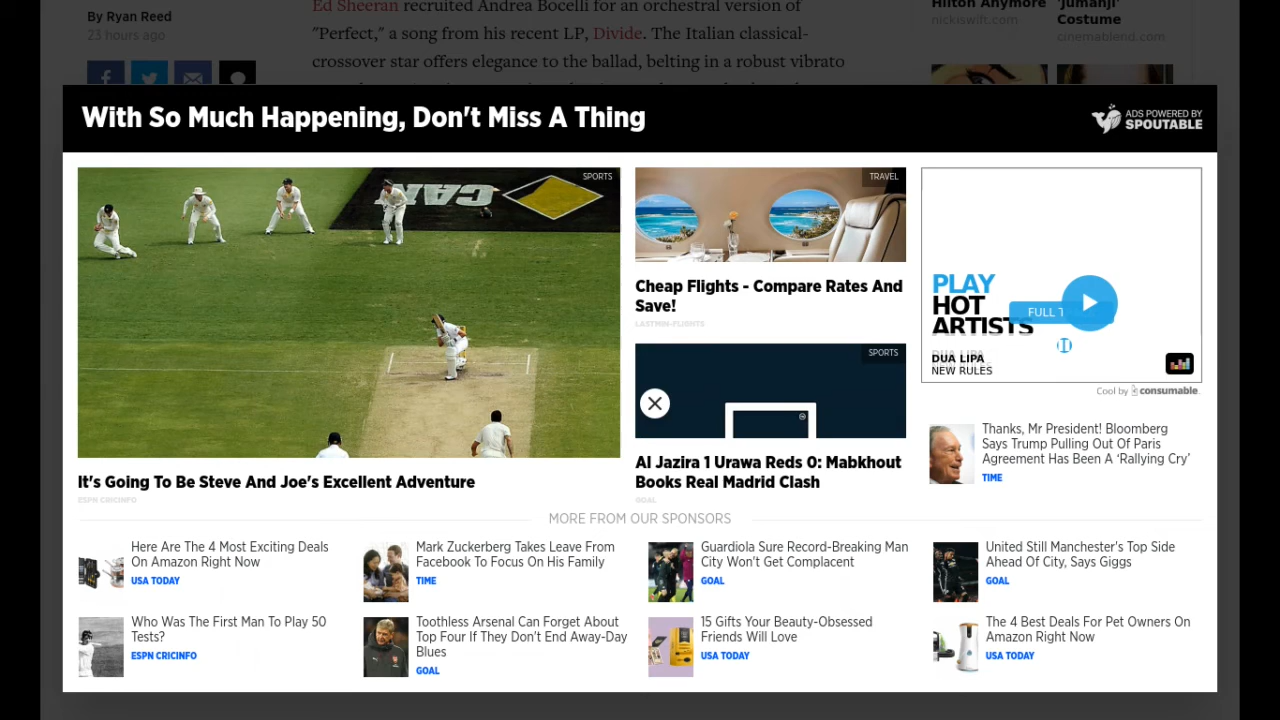 By Ryan Reed
23 hours ago
Ed Sheeran recruited Andrea Bocelli for an orchestral version of
"Perfect," a song from his recent LP, Divide. The Italian classical-
crossover star offers elegance to the ballad, belting in a robust vibrato
Hilton Anymore
nickiswift.com
'Jumanji'
Costume
cinemablend.com
With So Much Happening, Don't Miss A Thing
ADS POWERED BY
SPOUTABLE
CAN
SPORTS
It's Going To Be Steve And Joe's Excellent Adventure
ESPN CRICINFO
TRAVEL
Cheap Flights - Compare Rates And
Save!
LASTMIN-FLIGHTS
SPORTS
Al Jazira 1 Urawa Reds 0: Mabkhout
Books Real Madrid Clash
GOAL
PLAY
HOT
ARTISTS
FULL T
DUA LIPA
DUA LIPA
NEW RULES
Cool by consumable.
Thanks, Mr President! Bloomberg
Says Trump Pulling Out Of Paris
Agreement Has Been A ‘Rallying Cry’
TIME
MORE FROM OUR SPONSORS
Here Are The 4 Most Exciting Deals
On Amazon Right Now
USA TODAY
Mark Zuckerberg Takes Leave From
Facebook To Focus On His Family
TIME
Guardiola Sure Record-Breaking Man
City Won't Get Complacent
GOAL
United Still Manchester's Top Side
Ahead Of City, Says Giggs
GOAL
Who Was The First Man To Play 50
Tests?
ESPN CRICINFO
Toothless Arsenal Can Forget About
Top Four If They Don't End Away-Day
Blues
GOAL
15 Gifts Your Beauty-Obsessed
Friends Will Love
USA TODAY
The 4 Best Deals For Pet Owners On
Amazon Right Now
USA TODAY